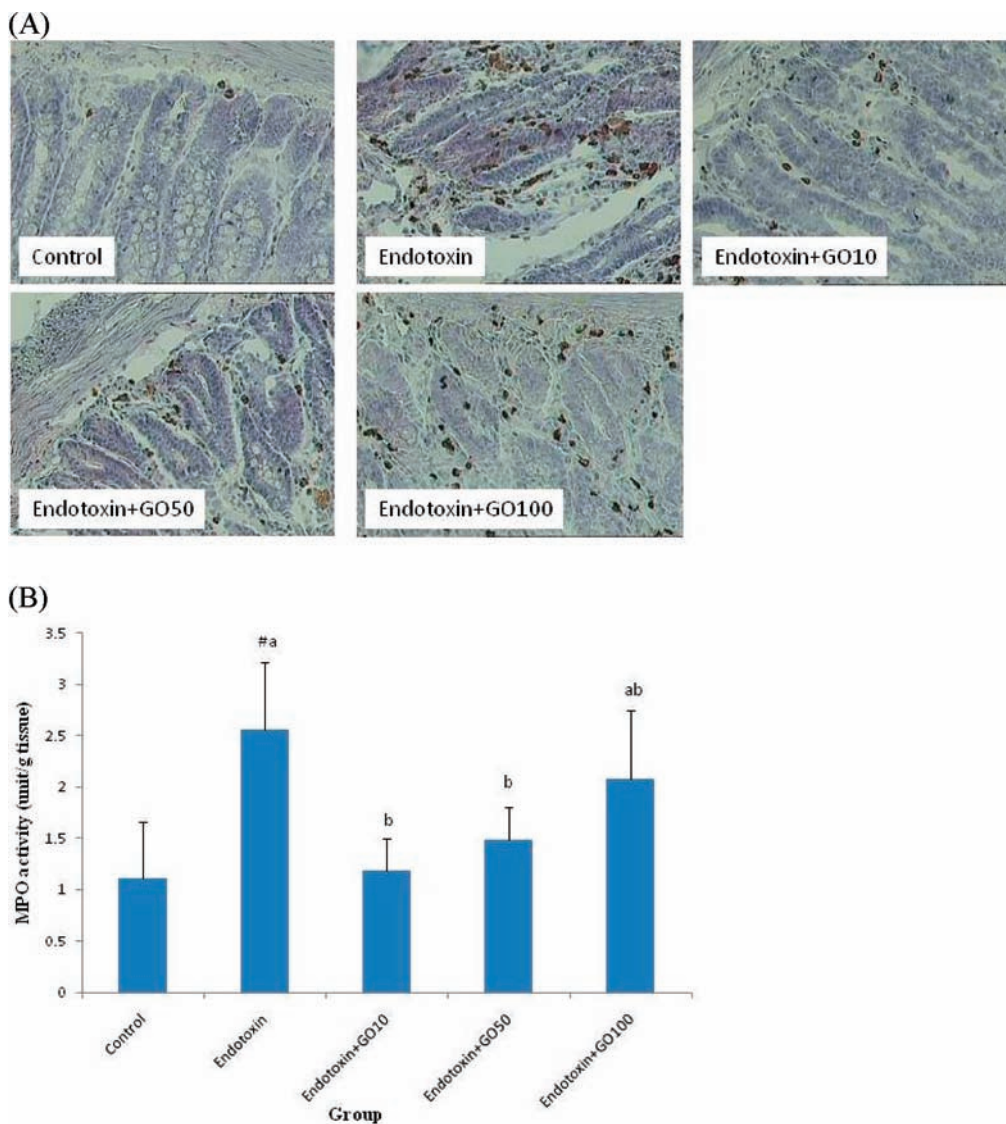 (A)
Control
Endotoxin
Endotoxin+GO10
Endotoxin+GO50
Endotoxin+GO100
(B)
MPO activity (unit/g tissue)
3.5
3
2.5
2
1.5
1
0.5
0
#a
b
b
ab
Control
Endotoxin
Endotoxin+GO10
Endotoxin+GO50
Endotoxin+GO100
Group